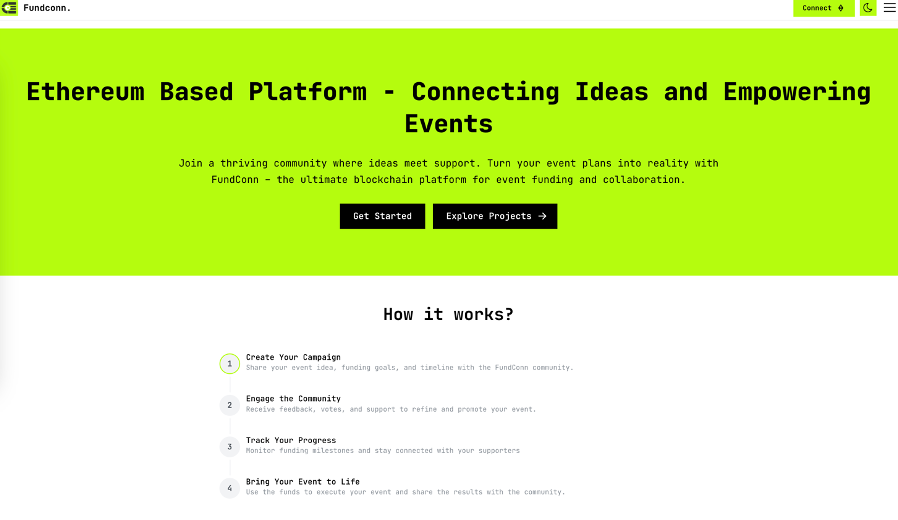 Fundconn.
Connect
Ethereum Based Platform - Connecting Ideas and Empowering
Events
Join a thriving community where ideas meet support. Turn your event plans into reality with
FundConn – the ultimate blockchain platform for event funding and collaboration.
Get Started
Explore Projects →
How it works?
1
Create Your Campaign
Share your event idea, funding goals, and timeline with the FundConn community.
2
Engage the Community
Receive feedback, votes, and support to refine and promote your event.
3
Track Your Progress
Monitor funding milestones and stay connected with your supporters
4
Bring Your Event to Life
Use the funds to execute your event and share the results with the community.